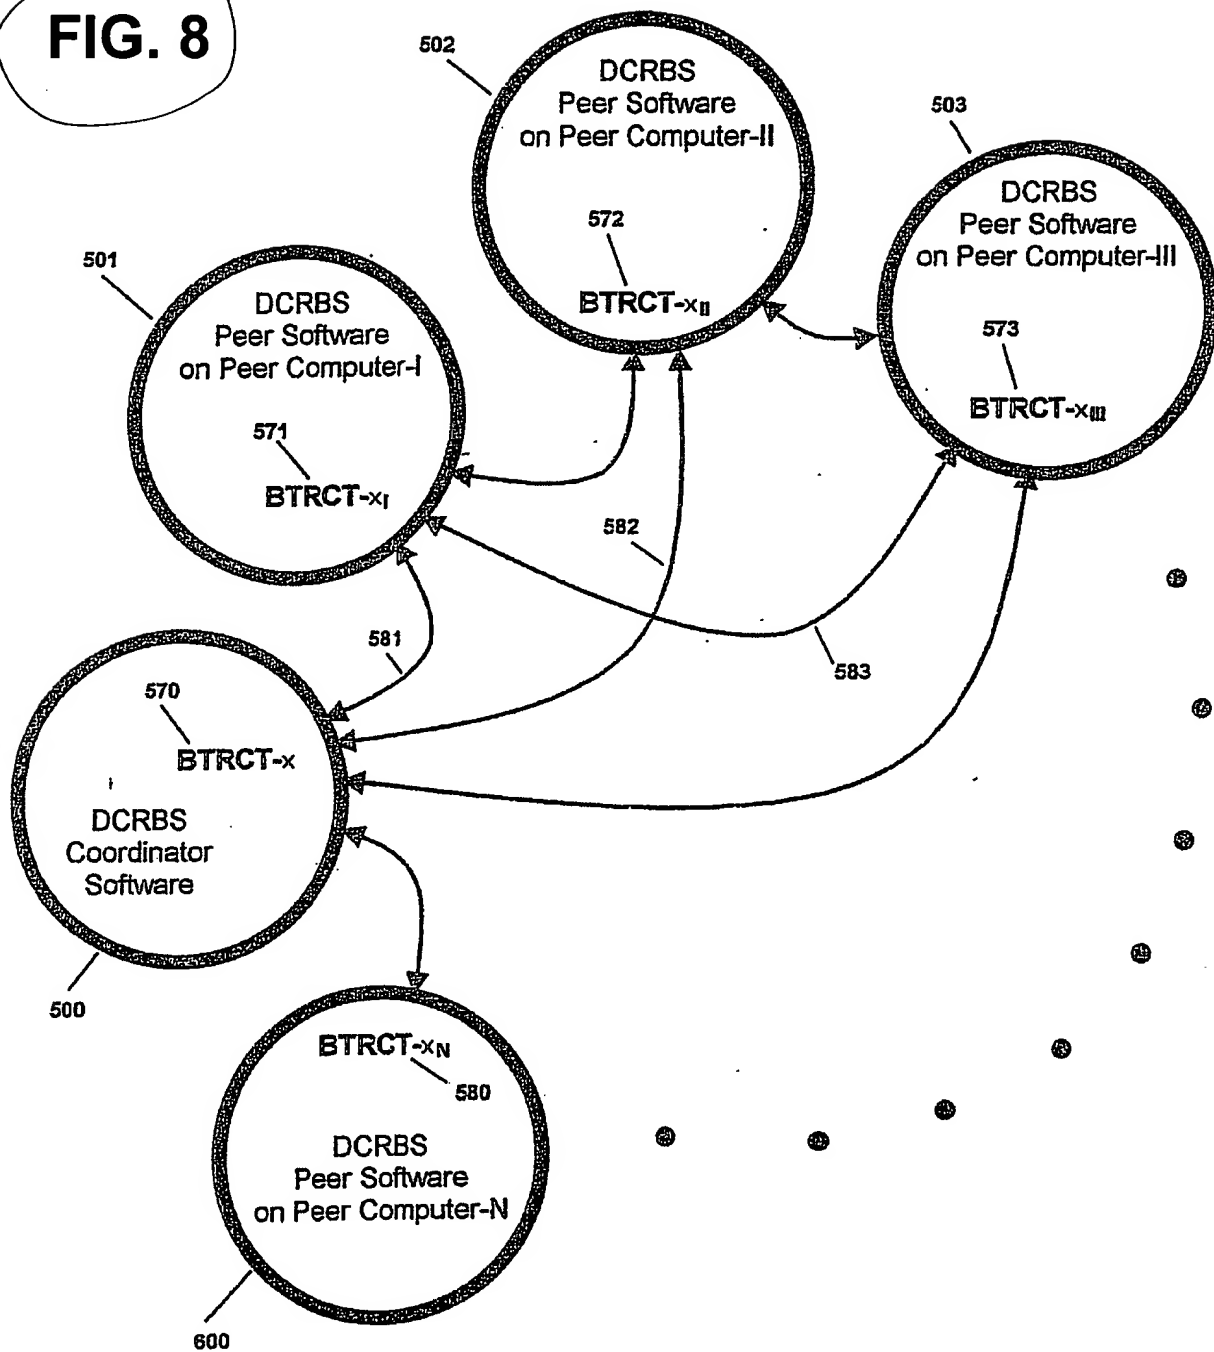 FIG. 8
502
DCRBS
Peer Software
on Peer Computer-II
572
BTRCT-xII
503
DCRBS
Peer Software
on Peer Computer-III
573
BTRCT-xIII
501
DCRBS
Peer Software
on Peer Computer-I
571
BTRCT-xI
582
581
583
570
BTRCT-x
DCRBS
Coordinator
Software
500
BTRCT-xN
580
DCRBS
Peer Software
on Peer Computer-N
600